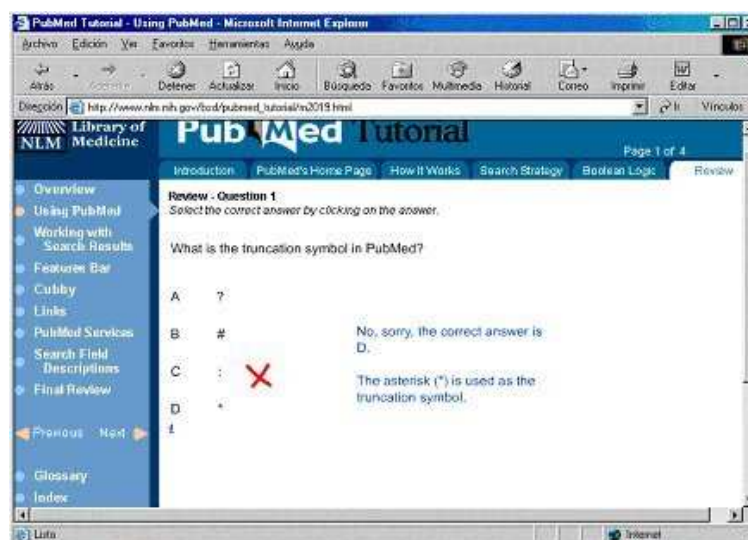 PubMed Tutorial - Using PubMed - Microsoft Internet Explorer
Archivo Edición Ver Favoritos Herramientas Ayuda
Atrás Detener Actualizar Inicio Búsqueda Favoritos Multimedia Historial Correo Imprimir Editar
Dirección http://www.nlm.nih.gov/bsd/pubmed_tutorial/m2019.html Ir Vínculos
NLM Library of Medicine
PubMed Tutorial
Page 1 of 4
Introduction PubMed's Home Page How It Works Search Strategy Boolean Logic Review
Overview
Using PubMed
Working with Search Results
Features Bar
Cubby
Links
PubMed Services
Search Field Descriptions
Final Review
Previous Next
Glossary
Index
Review - Question 1
Select the correct answer by clicking on the answer.
What is the truncation symbol in PubMed?
A ?
B #
C :
D *
No, sorry, the correct answer is
D.
The asterisk (*) is used as the
truncation symbol.
Listo Internet